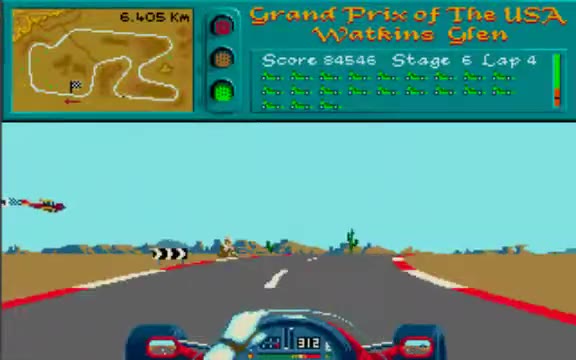 6.405 Km
Grand Prix of The USA
Watkins Glen
Score 84546 Stage 6 Lap 4
312